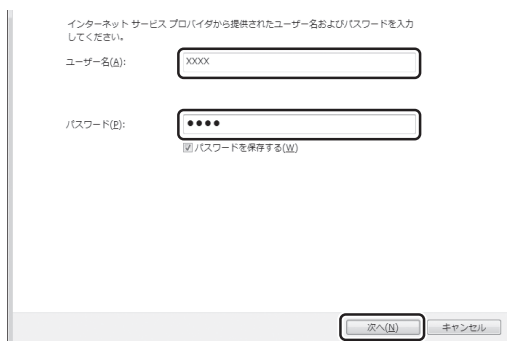 インターネット サービス プロバイダから提供されたユーザー名およびパスワードを入力
してください。
ユーザー名(A):
XXXX
パスワード(P):
●●●●
パスワードを保存する(W)
次へ(N)
キャンセル